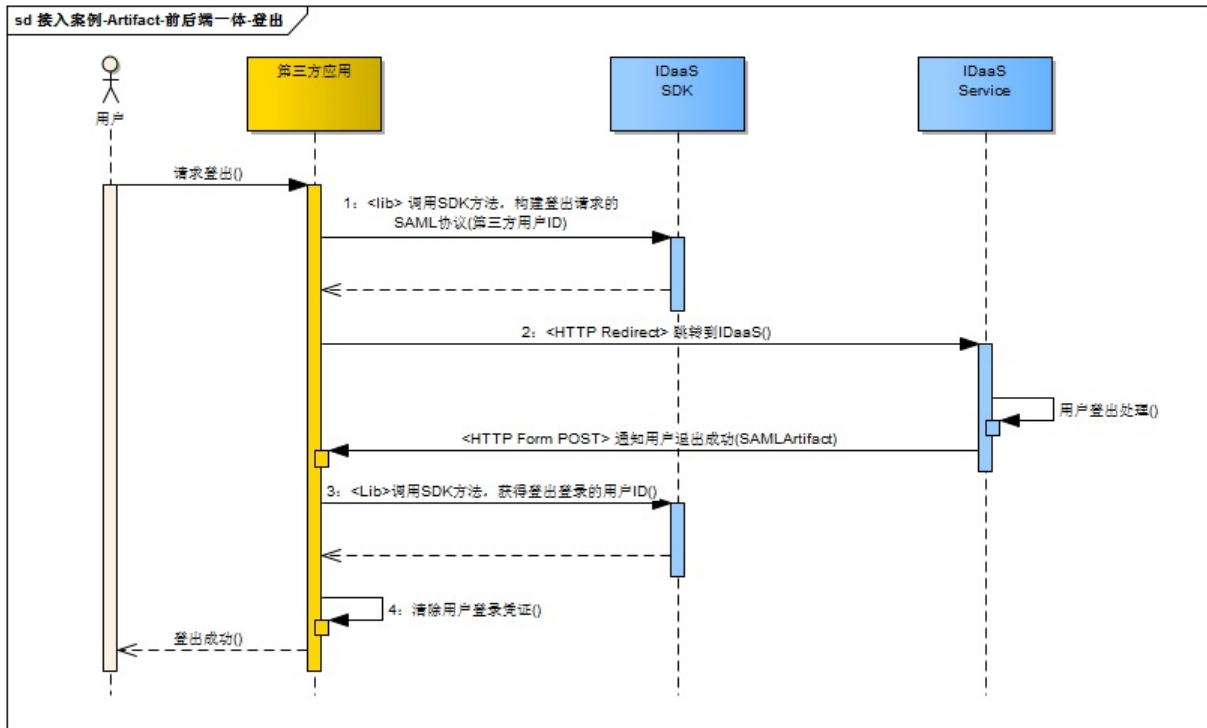 sd 接入案例-Artifact-前后端一体-登出
用户
第三方应用
IDaaS
SDK
IDaaS
Service
请求登出()
1：<lib> 调用SDK方法，构建登出请求的
SAML协议(第三方用户ID)
2：<HTTP Redirect> 跳转到IDaaS()
用户登出处理()
<HTTP Form POST> 通知用户退出成功(SAMLArtifact)
3：<Lib>调用SDK方法，获得登出登录的用户ID()
4：清除用户登录凭证()
登出成功()